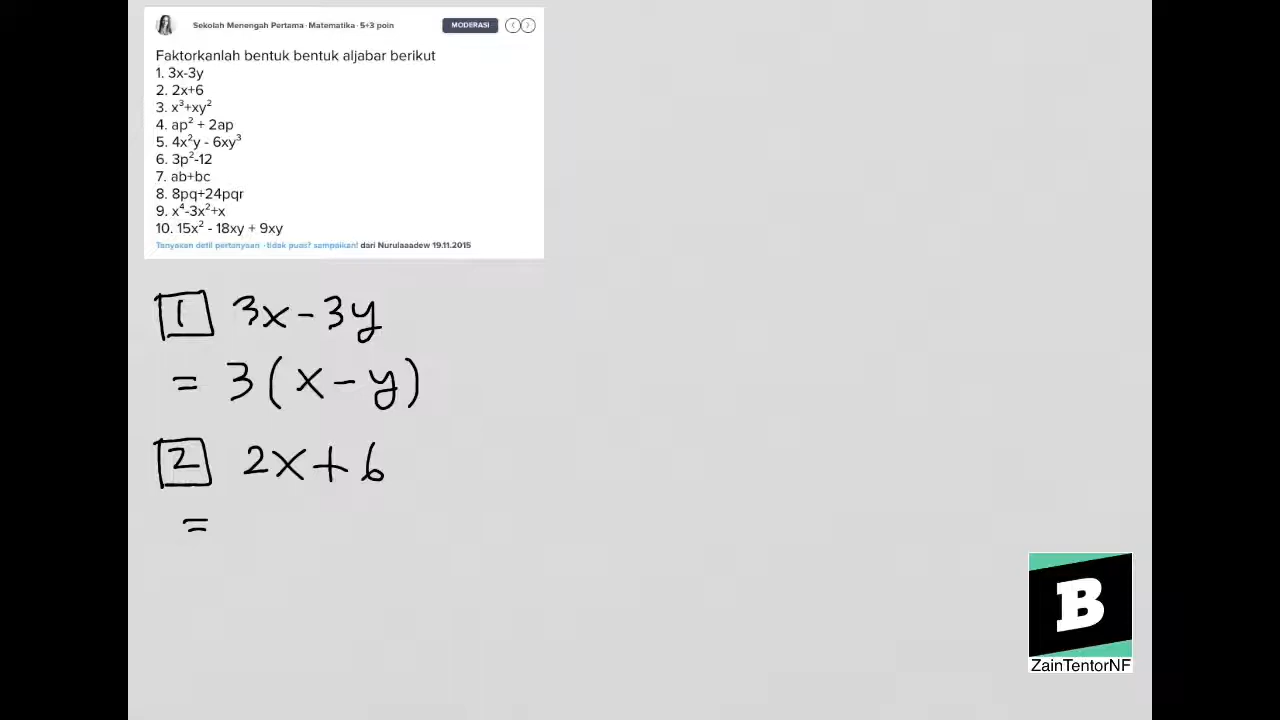 Sekolah Menengah Pertama · Matematika · 5+3 poin
MODERASI
Faktorkanlah bentuk bentuk aljabar berikut
1. 3x-3y
2. 2x+6
3. x³+xy²
4. ap² + 2ap
5. 4x²y - 6xy³
6. 3p²-12
7. ab+bc
8. 8pq+24pqr
9. x⁴-3x²+x
10. 15x² - 18xy + 9xy
Tanyakan detil pertanyaan · tidak puas? sampaikan! dari Nurulaaadew 19.11.2015
1 3x-3y
= 3(x-y)
2 2x+6
=
B
ZainTentorNF